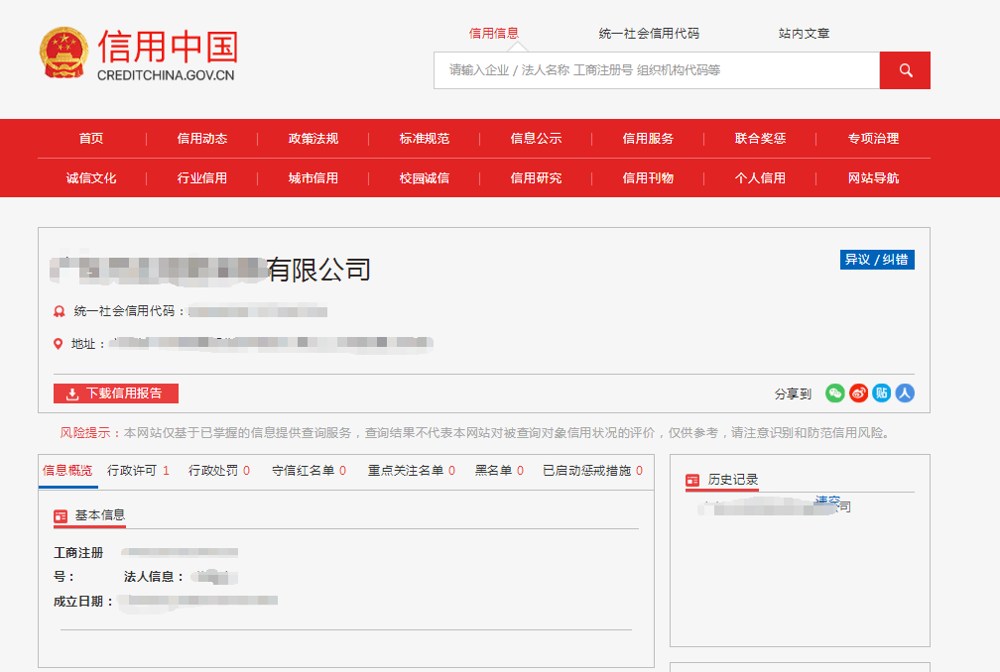 信用中国
CREDITCHINA.GOV.CN
信用信息 统一社会信用代码 站内文章
请输入企业 / 法人名称 工商注册号 组织机构代码等
首页 信用动态 政策法规 标准规范 信息公示 信用服务 联合奖惩 专项治理
诚信文化 行业信用 城市信用 校园诚信 信用研究 信用刊物 个人信用 网站导航
有限公司
异议 / 纠错
统一社会信用代码：
地址：
下载信用报告
分享到
贴 人
风险提示：本网站仅基于已掌握的信息提供查询服务，查询结果不代表本网站对被查询对象信用状况的评价，仅供参考，请注意识别和防范信用风险。
信息概览 行政许可 1 行政处罚 0 守信红名单 0 重点关注名单 0 黑名单 0 已启动惩戒措施 0
历史记录
清空
司
基本信息
工商注册
号： 法人信息：
成立日期：